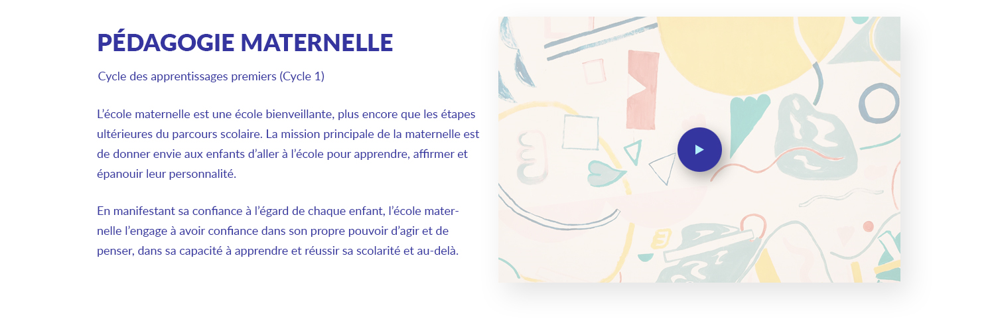 PÉDAGOGIE MATERNELLE
Cycle des apprentissages premiers (Cycle 1)
L'école maternelle est une école bienveillante, plus encore que les étapes
ultérieures du parcours scolaire. La mission principale de la maternelle est
de donner envie aux enfants d'aller à l'école pour apprendre, affirmer et
épanouir leur personnalité.
En manifestant sa confiance à l'égard de chaque enfant, l'école mater-
nelle l'engage à avoir confiance dans son propre pouvoir d'agir et de
penser, dans sa capacité à apprendre et réussir sa scolarité et au-delà.